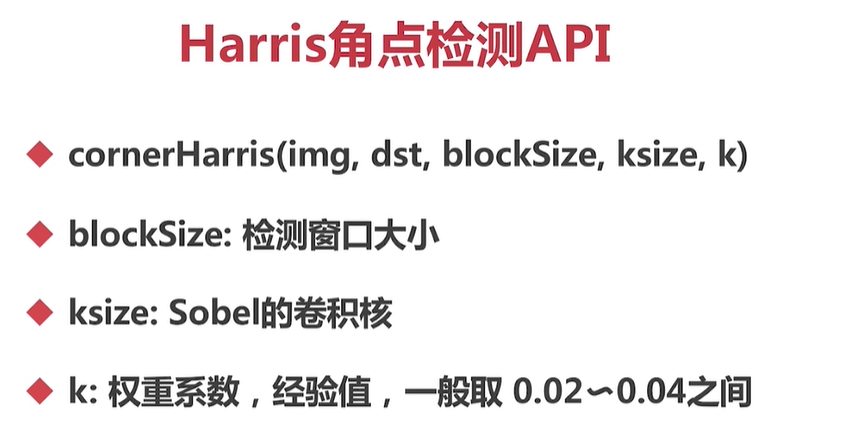 Harris角点检测API
cornerHarris(img, dst, blockSize, ksize, k)
blockSize: 检测窗口大小
ksize: Sobel的卷积核
k: 权重系数，经验值，一般取 0.02～0.04之间